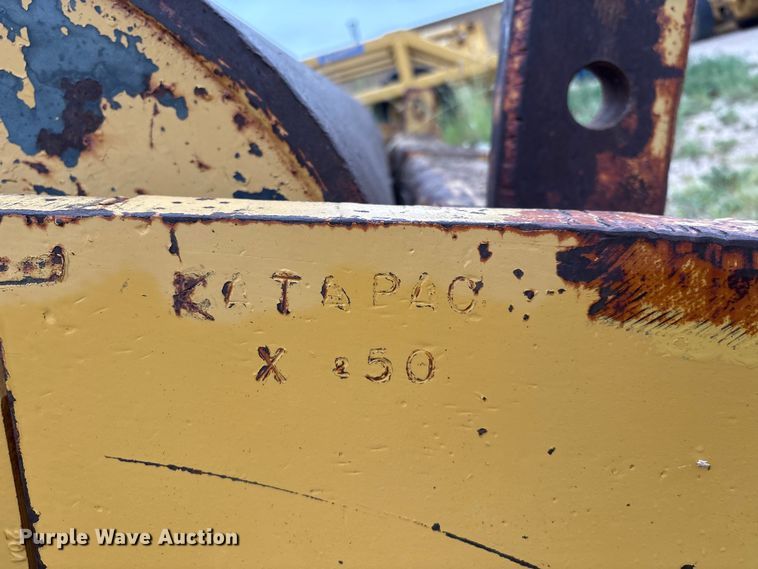 KATAPAC
X 250
Purple Wave Auction